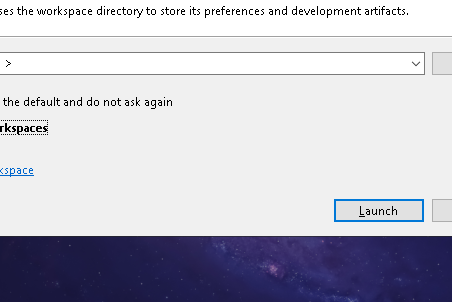 ses the workspace directory to store its preferences and development artifacts.
>
the default and do not ask again
rkspaces
kspace
Launch